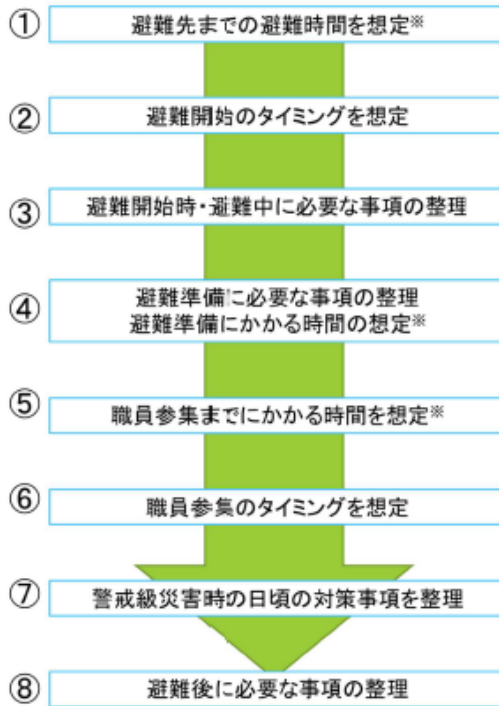 ① 避難先までの避難時間を想定※
② 避難開始のタイミングを想定
③ 避難開始時・避難中に必要な事項の整理
④ 避難準備に必要な事項の整理
避難準備にかかる時間の想定※
⑤ 職員参集までにかかる時間を想定※
⑥ 職員参集のタイミングを想定
⑦ 警戒級災害時の日頃の対策事項を整理
⑧ 避難後に必要な事項の整理